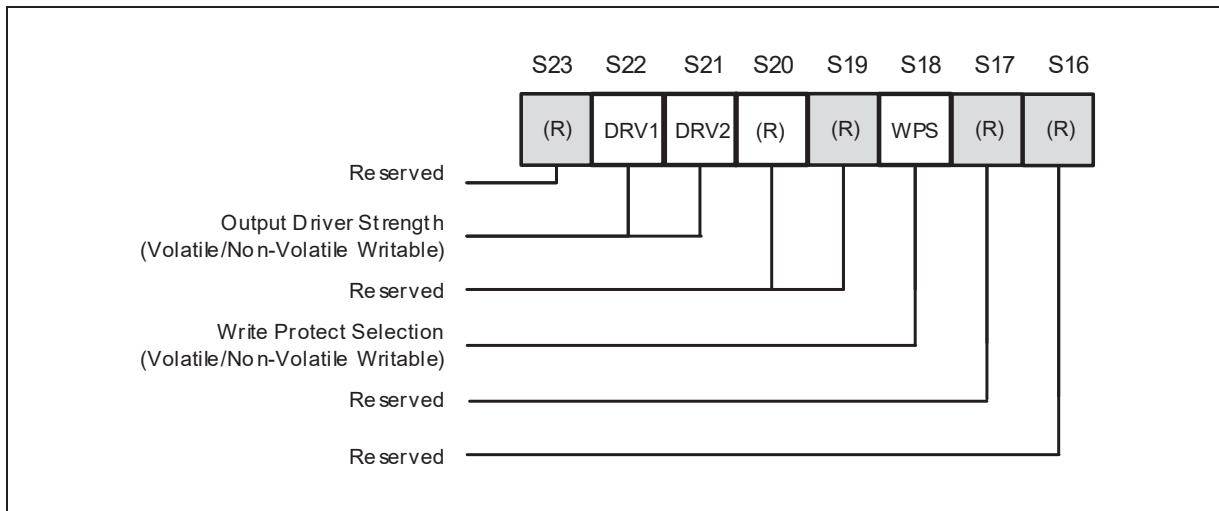 S23 S22 S21 S20 S19 S18 S17 S16
(R) DRV1 DRV2 (R) (R) WPS (R) (R)
Reserved
Output Driver Strength
(Volatile/Non-Volatile Writable)
Reserved
Write Protect Selection
(Volatile/Non-Volatile Writable)
Reserved
Reserved